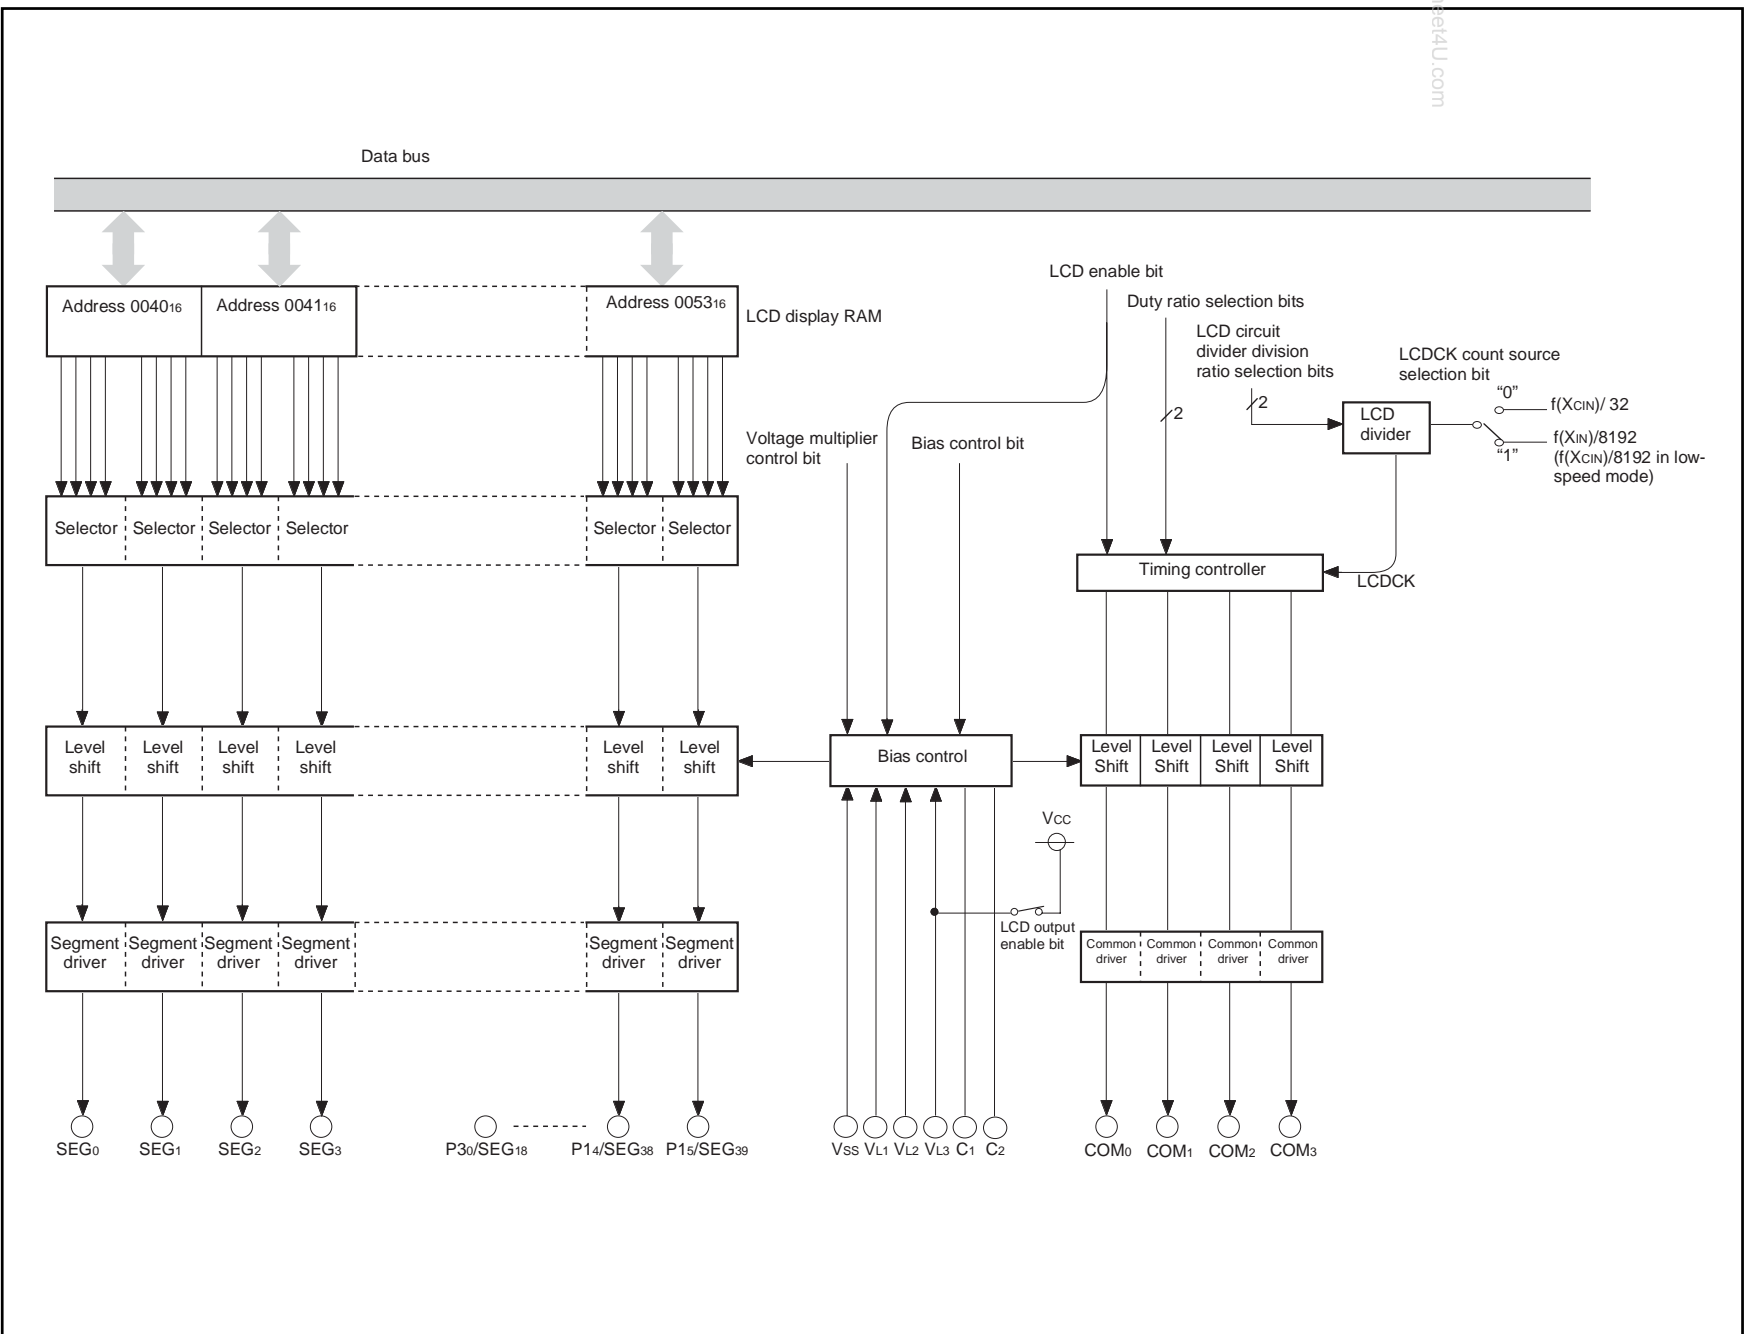 eet4U.com
Data bus
Address 004016
Address 004116
Address 005316
LCD display RAM
LCD enable bit
Duty ratio selection bits
LCD circuit
divider division
ratio selection bits
2
2
LCDCK count source
selection bit
“0”
f(XCIN)/ 32
LCD
divider
f(XIN)/8192
(f(XCIN)/8192 in low-
speed mode)
“1”
Voltage multiplier
control bit
Bias control bit
Selector
Selector
Selector
Selector
Selector
Selector
Timing controller
LCDCK
Level
shift
Level
shift
Level
shift
Level
shift
Level
shift
Level
shift
Bias control
Level
Shift
Level
Shift
Level
Shift
Level
Shift
VCC
LCD output
enable bit
Segment
driver
Segment
driver
Segment
driver
Segment
driver
Segment
driver
Segment
driver
Common
driver
Common
driver
Common
driver
Common
driver
SEG0
SEG1
SEG2
SEG3
P30/SEG18
P14/SEG38
P15/SEG39
VSS
VL1
VL2
VL3
C1
C2
COM0
COM1
COM2
COM3